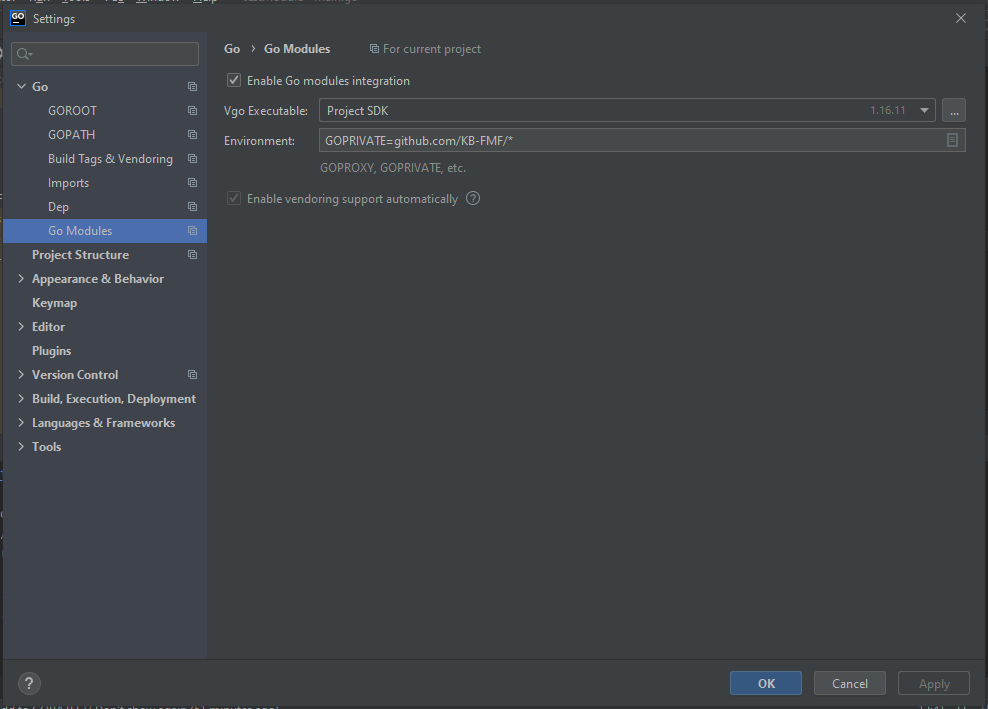 GO Settings
Go › Go Modules For current project
Go
GOROOT
GOPATH
Build Tags & Vendoring
Imports
Dep
Go Modules
Project Structure
Appearance & Behavior
Keymap
Editor
Plugins
Version Control
Build, Execution, Deployment
Languages & Frameworks
Tools
Enable Go modules integration
Vgo Executable: Project SDK 1.16.11 ...
Environment: GOPRIVATE=github.com/KB-FMF/*
GOPROXY, GOPRIVATE, etc.
Enable vendoring support automatically ?
? OK Cancel Apply